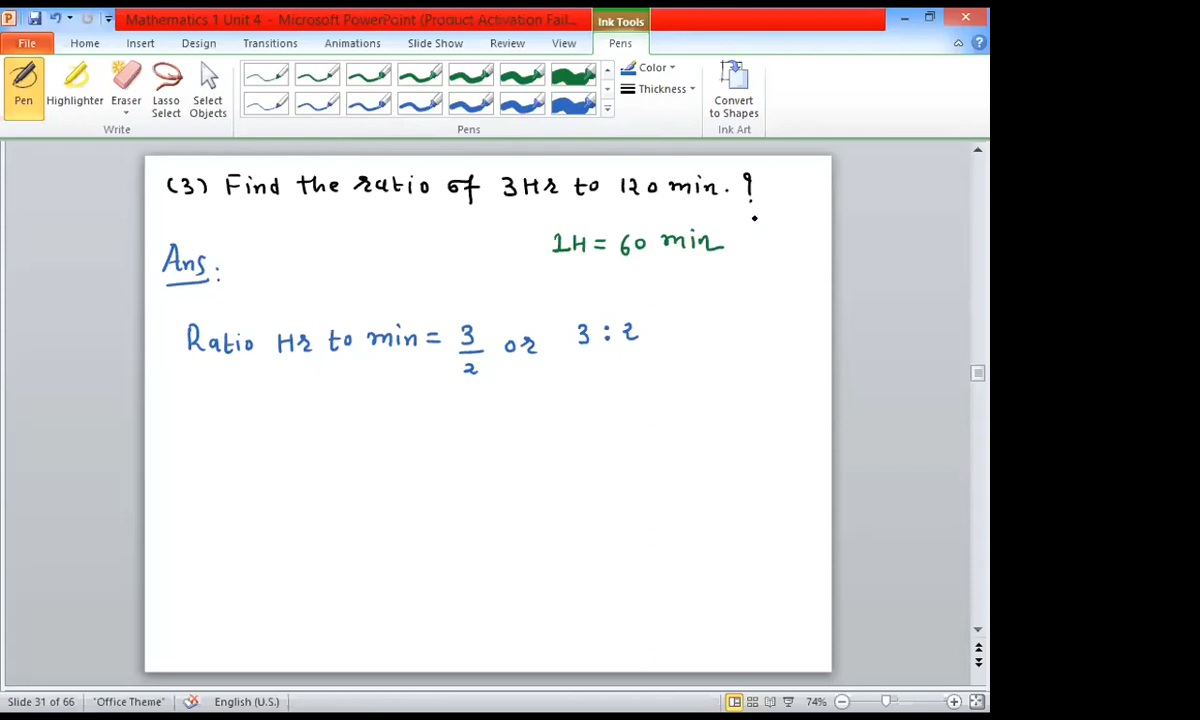 Mathematics 1 Unit 4 - Microsoft PowerPoint (Product Activation Fail...
Ink Tools
File Home Insert Design Transitions Animations Slide Show Review View Pens
Pen Highlighter Eraser Lasso Select Select Objects
Color
Thickness
Convert to Shapes
Write Pens Ink Art
(3) Find the ratio of 3Hr to 120 min. ?
1H = 60 min
Ans:
Ratio Hr to min = 3/2 or 3 : 2
Slide 31 of 66 "Office Theme" English (U.S.) 74%